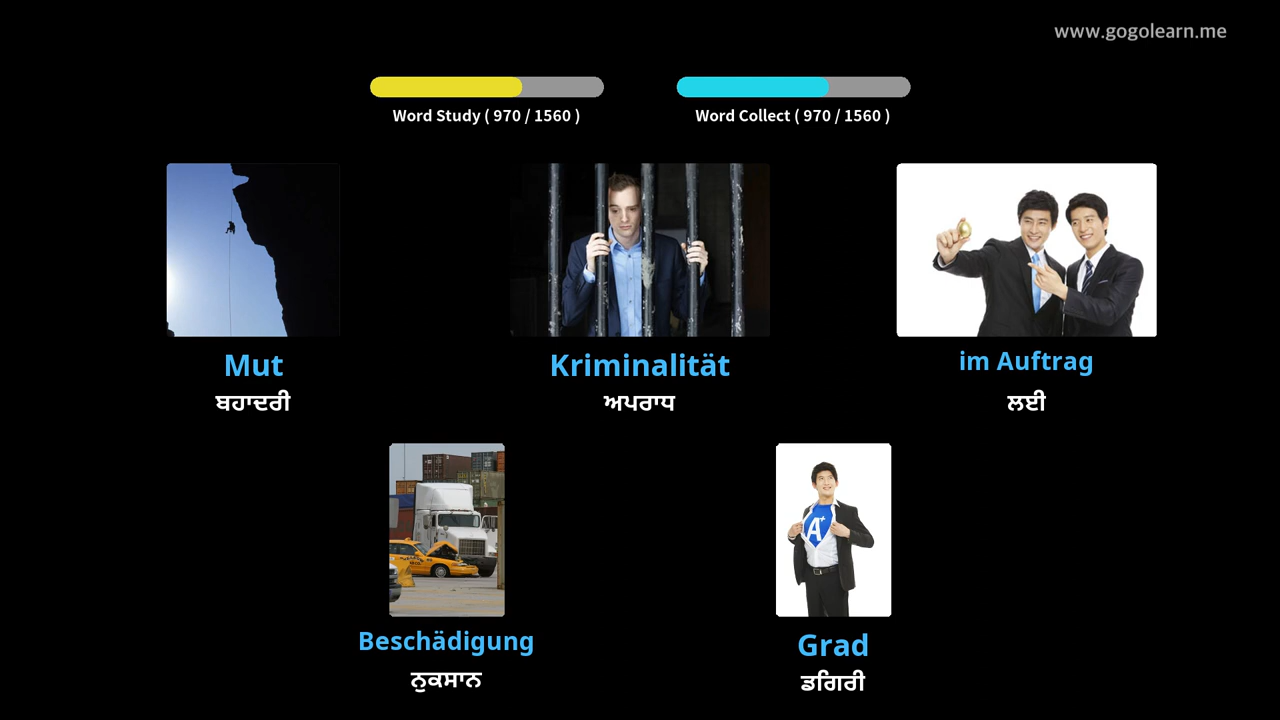 www.gogolearn.me
Word Study ( 970 / 1560 )
Word Collect ( 970 / 1560 )
Mut
ਬਹਾਦਰੀ
Kriminalität
ਅਪਰਾਧ
im Auftrag
ਲਈ
A+
Beschädigung
ਨੁਕਸਾਨ
Grad
ਡਿਗਰੀ